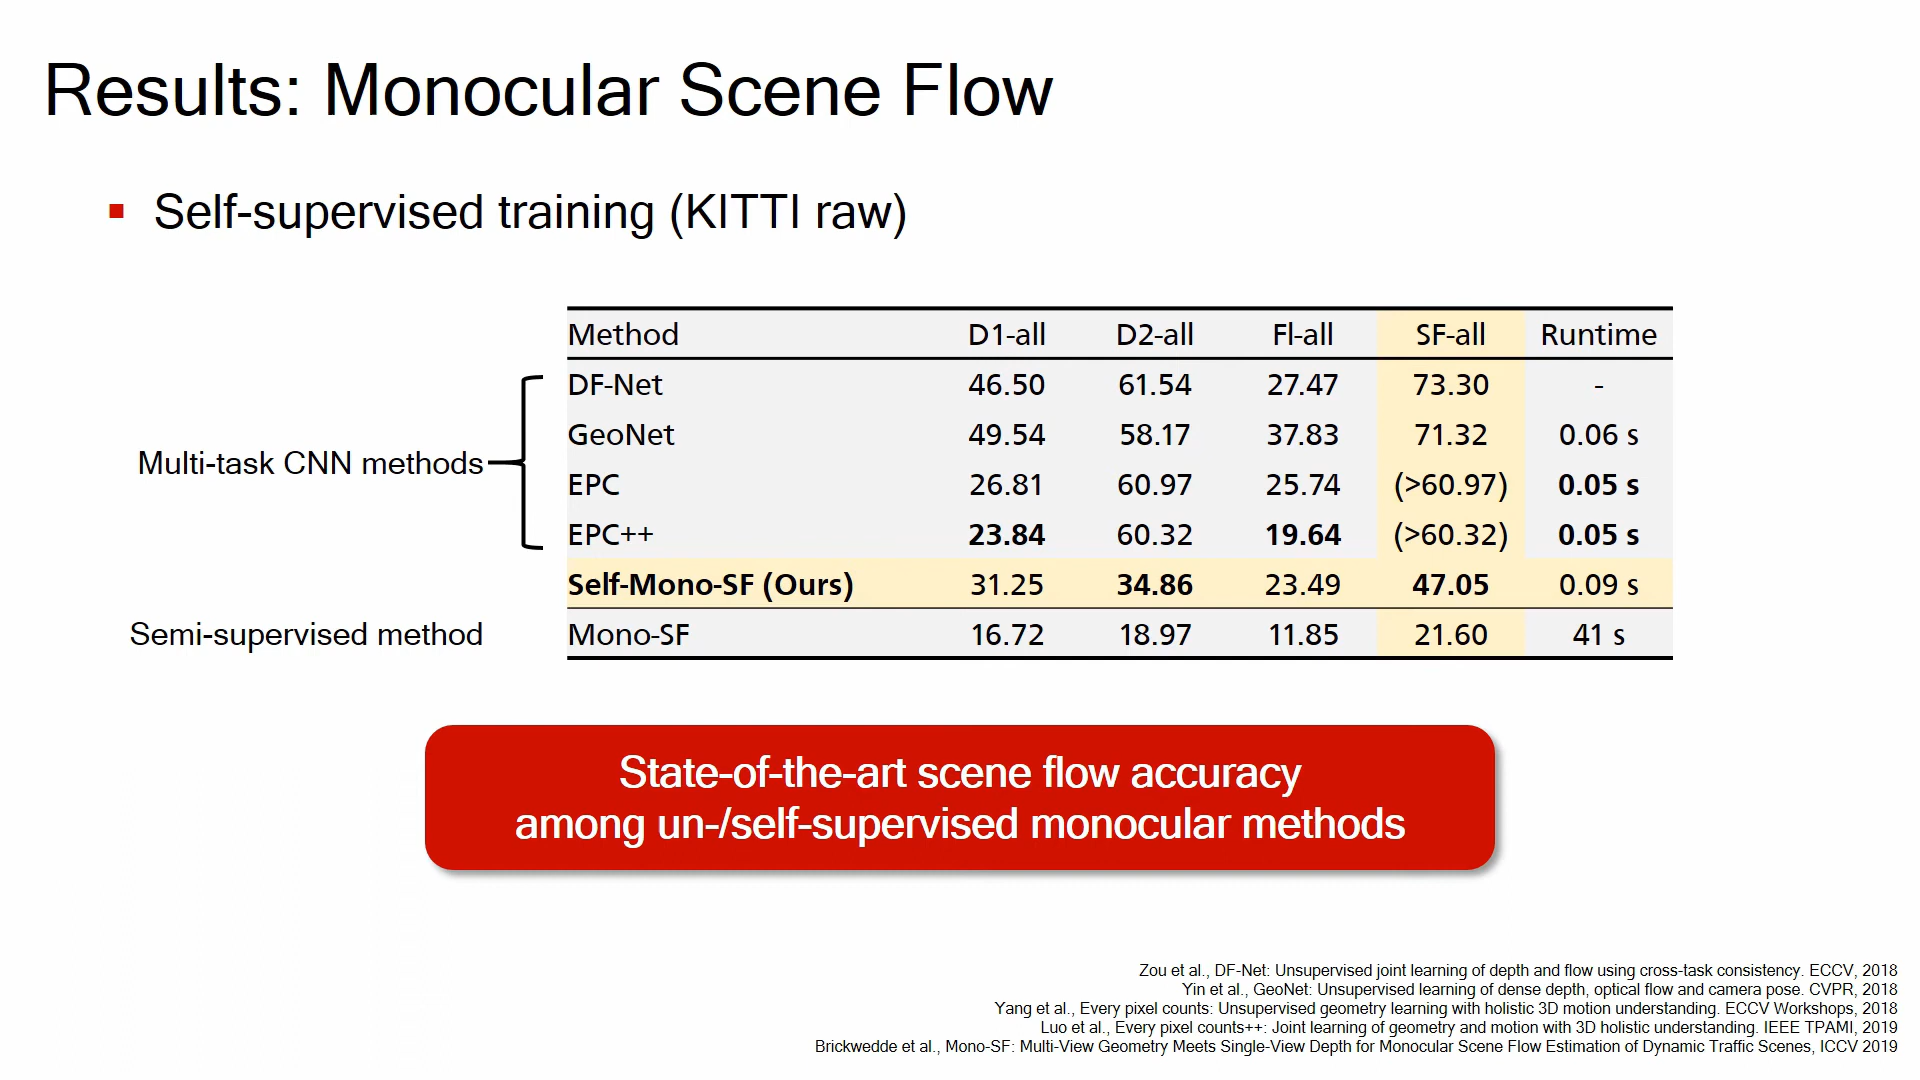 Results: Monocular Scene Flow
▪ Self-supervised training (KITTI raw)
Method D1-all D2-all Fl-all SF-all Runtime
DF-Net 46.50 61.54 27.47 73.30 -
GeoNet 49.54 58.17 37.83 71.32 0.06 s
Multi-task CNN methods
EPC 26.81 60.97 25.74 (>60.97) 0.05 s
EPC++ 23.84 60.32 19.64 (>60.32) 0.05 s
Self-Mono-SF (Ours) 31.25 34.86 23.49 47.05 0.09 s
Semi-supervised method
Mono-SF 16.72 18.97 11.85 21.60 41 s
State-of-the-art scene flow accuracy
among un-/self-supervised monocular methods
Zou et al., DF-Net: Unsupervised joint learning of depth and flow using cross-task consistency. ECCV, 2018
Yin et al., GeoNet: Unsupervised learning of dense depth, optical flow and camera pose. CVPR, 2018
Yang et al., Every pixel counts: Unsupervised geometry learning with holistic 3D motion understanding. ECCV Workshops, 2018
Luo et al., Every pixel counts++: Joint learning of geometry and motion with 3D holistic understanding. IEEE TPAMI, 2019
Brickwedde et al., Mono-SF: Multi-View Geometry Meets Single-View Depth for Monocular Scene Flow Estimation of Dynamic Traffic Scenes, ICCV 2019